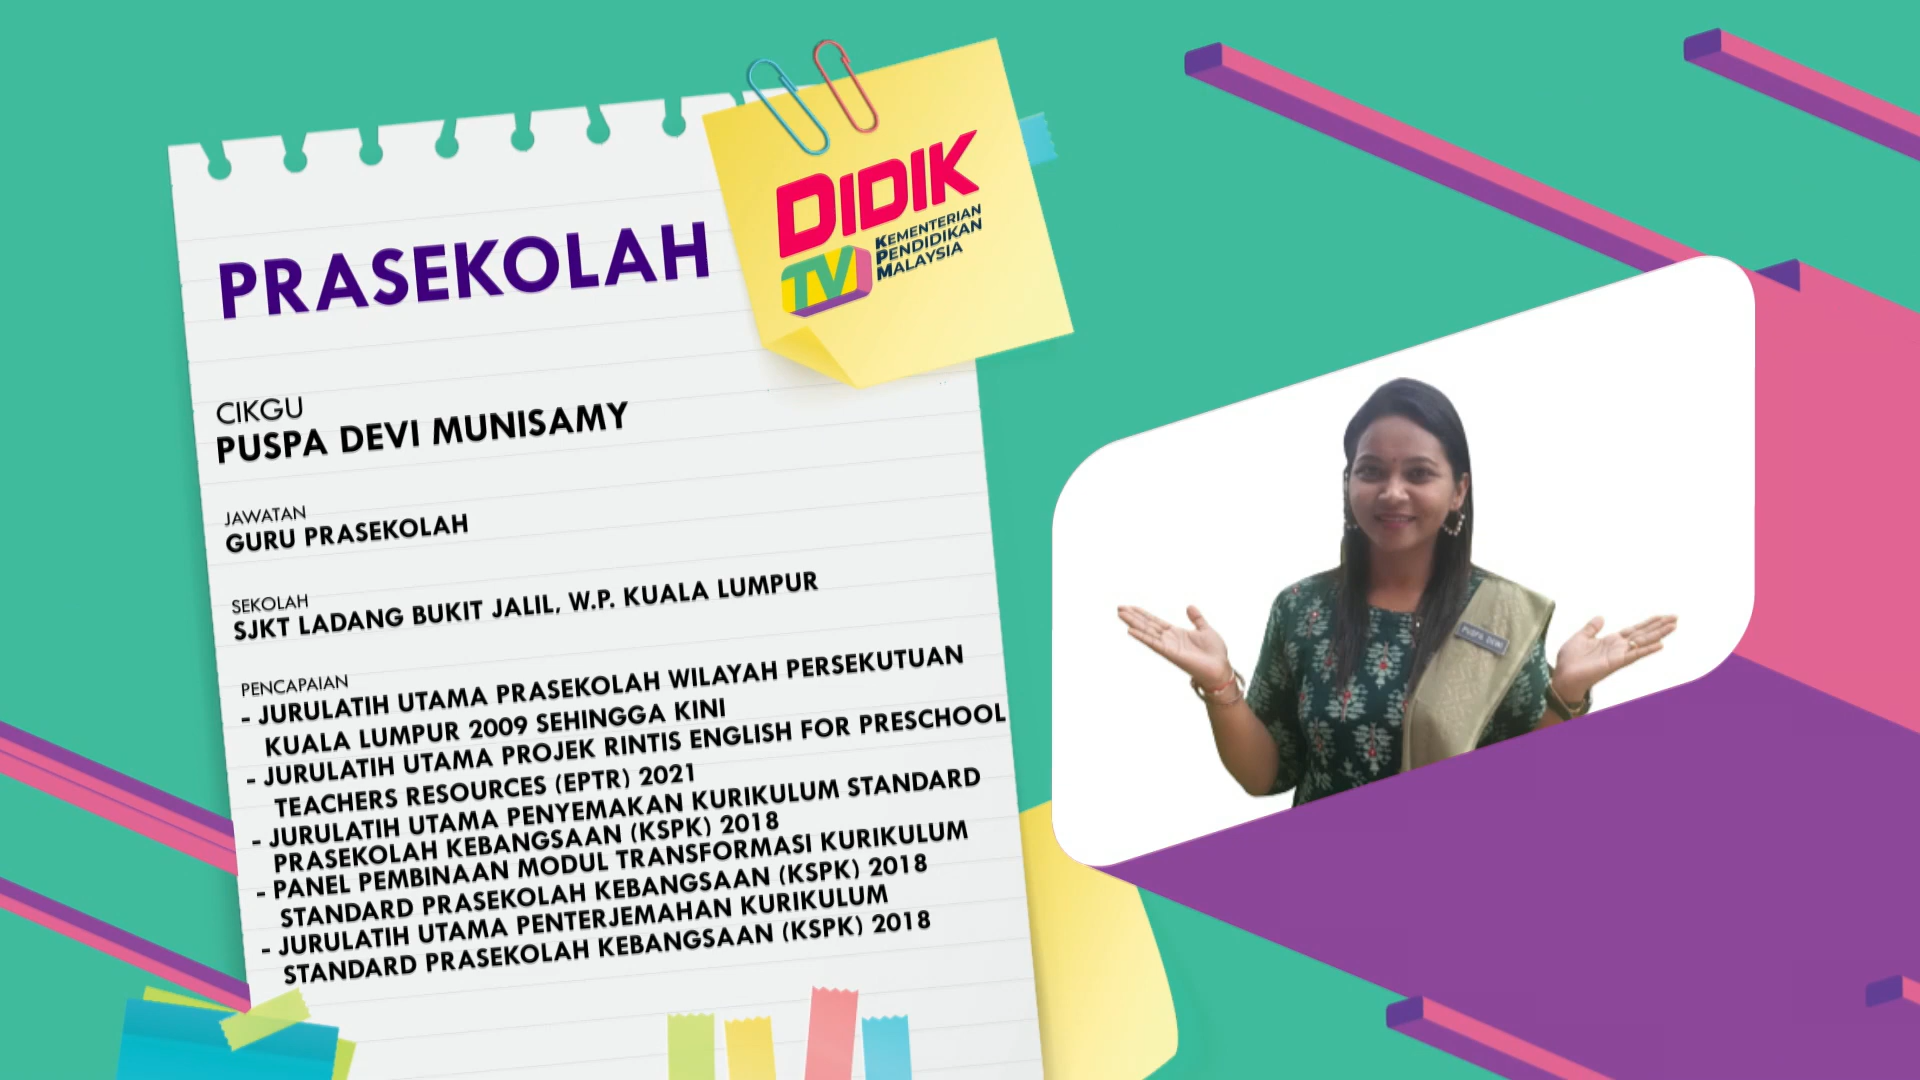 DIDIK
TV
KEMENTERIAN
PENDIDIKAN
MALAYSIA
PRASEKOLAH
CIKGU
PUSPA DEVI MUNISAMY
JAWATAN
GURU PRASEKOLAH
SEKOLAH
SJKT LADANG BUKIT JALIL, W.P. KUALA LUMPUR
PENCAPAIAN
- JURULATIH UTAMA PRASEKOLAH WILAYAH PERSEKUTUAN
KUALA LUMPUR 2009 SEHINGGA KINI
- JURULATIH UTAMA PROJEK RINTIS ENGLISH FOR PRESCHOOL
TEACHERS RESOURCES (EPTR) 2021
- JURULATIH UTAMA PENYEMAKAN KURIKULUM STANDARD
PRASEKOLAH KEBANGSAAN (KSPK) 2018
- PANEL PEMBINAAN MODUL TRANSFORMASI KURIKULUM
STANDARD PRASEKOLAH KEBANGSAAN (KSPK) 2018
- JURULATIH UTAMA PENTERJEMAHAN KURIKULUM
STANDARD PRASEKOLAH KEBANGSAAN (KSPK) 2018
PUSPA DEVI